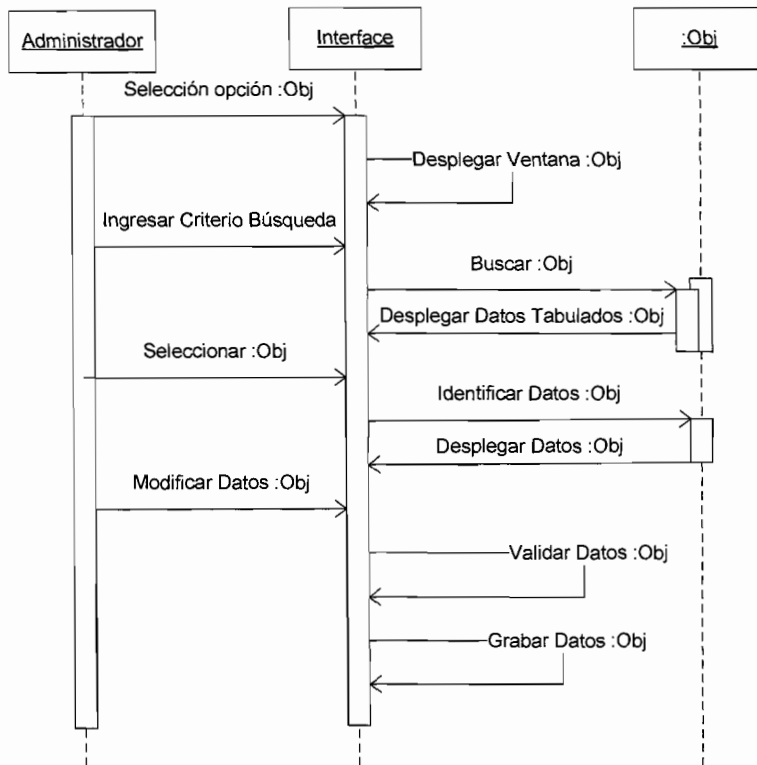 Administrador
Interface
:Obj
Selección opción :Obj
Desplegar Ventana :Obj
Ingresar Criterio Búsqueda
Buscar :Obj
Desplegar Datos Tabulados :Obj
Seleccionar :Obj
Identificar Datos :Obj
Desplegar Datos :Obj
Modificar Datos :Obj
Validar Datos :Obj
Grabar Datos :Obj